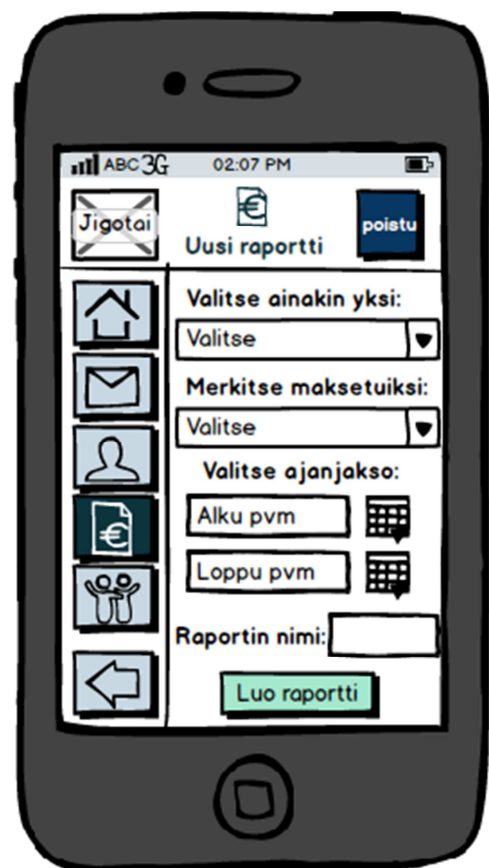 ABC 3G 02:07 PM
Jigotai
Uusi raportti
poistu
Valitse ainakin yksi:
Valitse
Merkitse maksetuiksi:
Valitse
Valitse ajanjakso:
Alku pvm
Loppu pvm
Raportin nimi:
Luo raportti